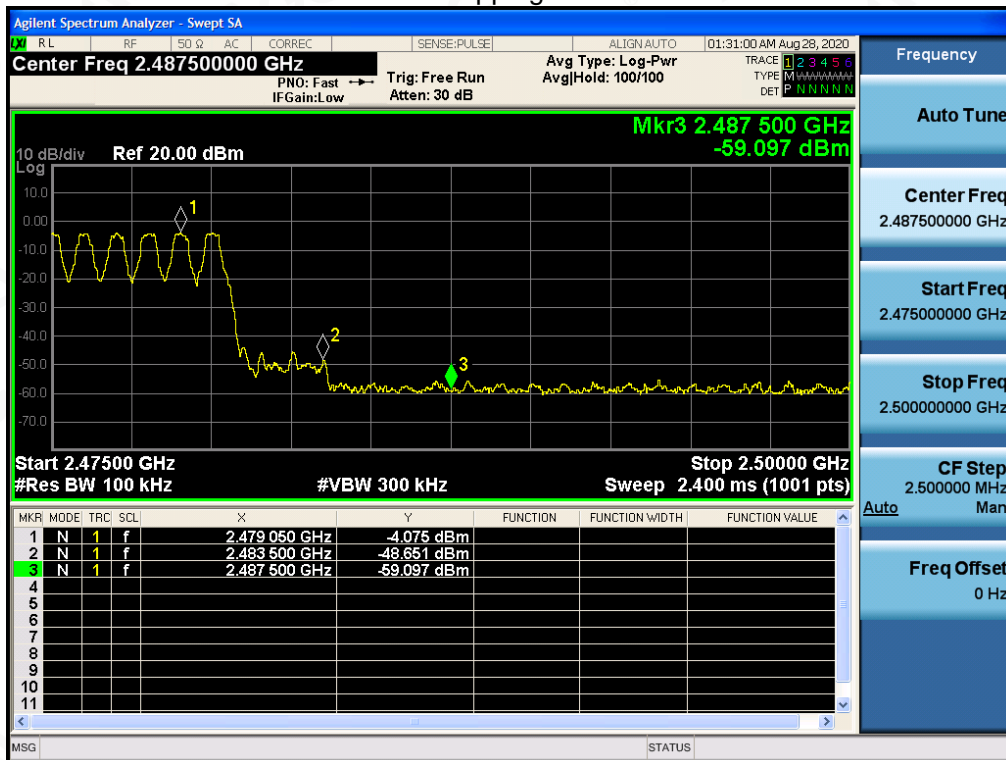 Agilent Spectrum Analyzer - Swept SA
LXI RL RF 50 Ω AC CORREC SENSE:PULSE ALIGN AUTO 01:31:00 AM Aug 28, 2020
Center Freq 2.487500000 GHz
PNO: Fast
IFGain:Low
Trig: Free Run
Atten: 30 dB
Avg Type: Log-Pwr
Avg|Hold: 100/100
TRACE 1 2 3 4 5 6
TYPE M WWWWW
DET P N N N N N
Mkr3 2.487 500 GHz
-59.097 dBm
10 dB/div Ref 20.00 dBm
Log
10.0
0.00
-10.0
-20.0
-30.0
-40.0
-50.0
-60.0
-70.0
1
2
3
Start 2.47500 GHz Stop 2.50000 GHz
#Res BW 100 kHz #VBW 300 kHz Sweep 2.400 ms (1001 pts)
MKR MODE TRC SCL X Y FUNCTION FUNCTION WIDTH FUNCTION VALUE
1 N 1 f 2.479 050 GHz -4.075 dBm
2 N 1 f 2.483 500 GHz -48.651 dBm
3 N 1 f 2.487 500 GHz -59.097 dBm
4
5
6
7
8
9
10
11
MSG STATUS
Frequency
Auto Tune
Center Freq
2.487500000 GHz
Start Freq
2.475000000 GHz
Stop Freq
2.500000000 GHz
CF Step
2.500000 MHz
Auto Man
Freq Offset
0 Hz